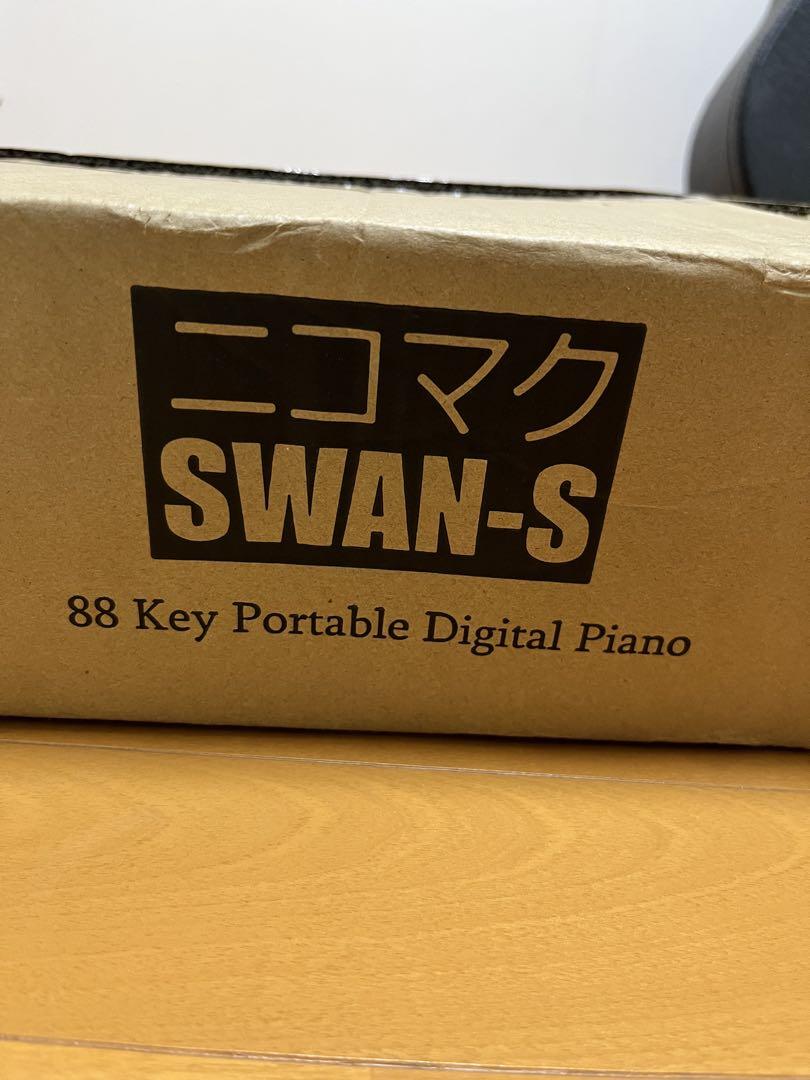 ニコマク
SWAN-S
88 Key Portable Digital Piano